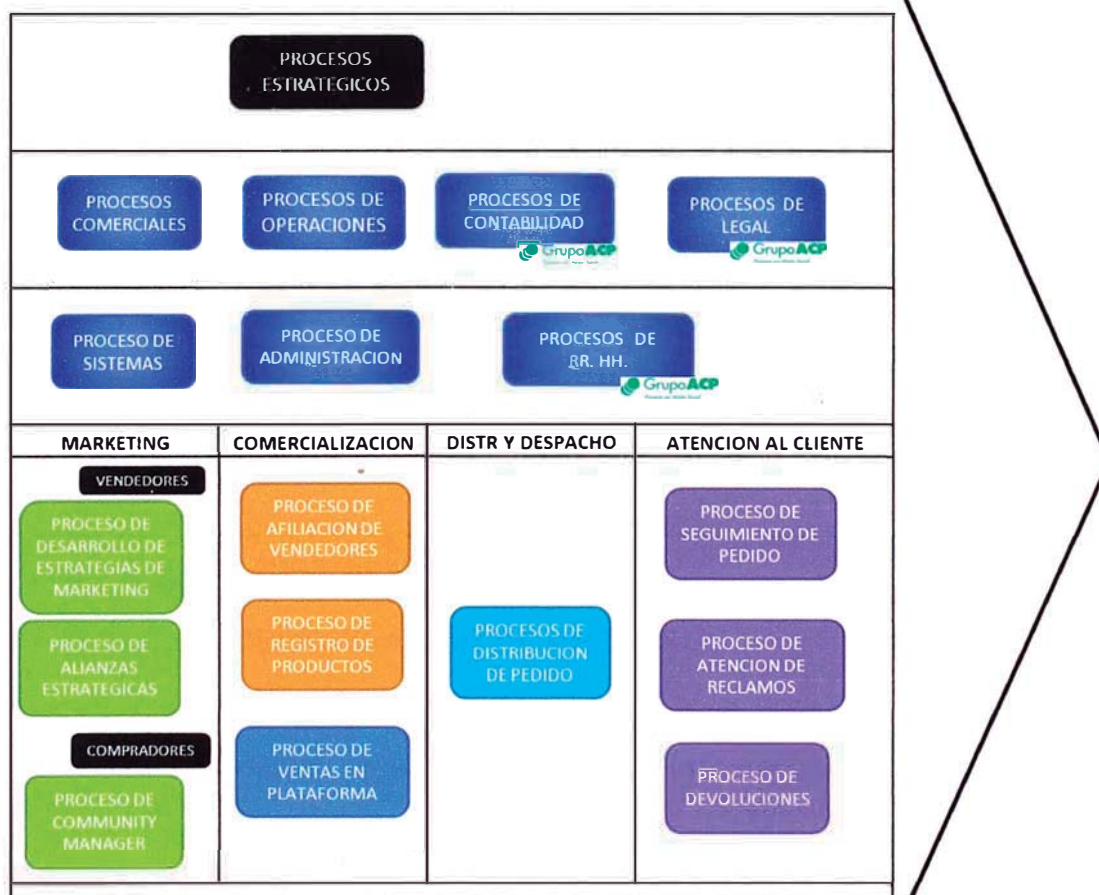 PROCESOS
ESTRATEGICOS
PROCESOS
COMERCIALES
PROCESOS DE
OPERACIONES
PROCESOS DE
CONTABILIDAD
GrupoACP
PROCESOS DE
LEGAL
GrupoACP
PROCESO DE
SISTEMAS
PROCESO DE
ADMINISTRACION
PROCESOS DE
RR. HH.
GrupoACP
MARKETING
COMERCIALIZACION
DISTR Y DESPACHO
ATENCION AL CLIENTE
VENDEDORES
PROCESO DE
DESARROLLO DE
ESTRATEGIAS DE
MARKETING
PROCESO DE
ALIANZAS
ESTRATEGICAS
COMPRADORES
PROCESO DE
COMMUNITY
MANAGER
PROCESO DE
AFILIACION DE
VENDEDORES
PROCESO DE
REGISTRO DE
PRODUCTOS
PROCESO DE
VENTAS EN
PLATAFORMA
PROCESOS DE
DISTRIBUCION
DE PEDIDO
PROCESO DE
SEGUIMIENTO DE
PEDIDO
PROCESO DE
ATENCION DE
RECLAMOS
PROCESO DE
DEVOLUCIONES